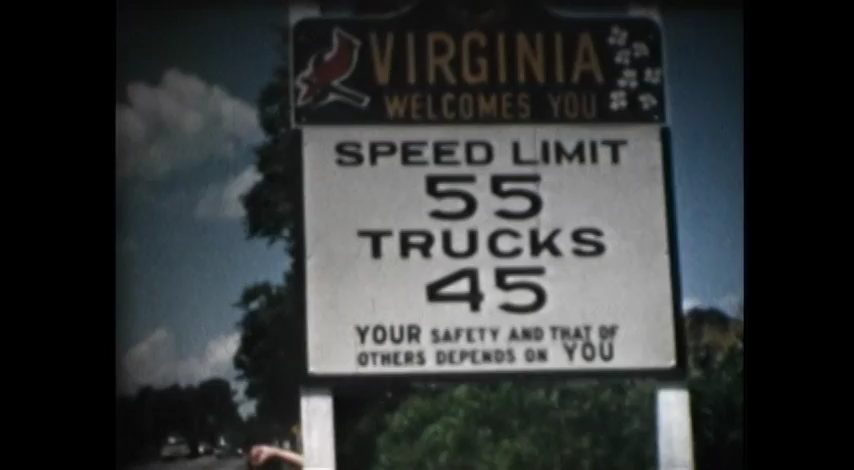 VIRGINIA
WELCOMES YOU
SPEED LIMIT
55
TRUCKS
45
YOUR SAFETY AND THAT OF
OTHERS DEPENDS ON YOU